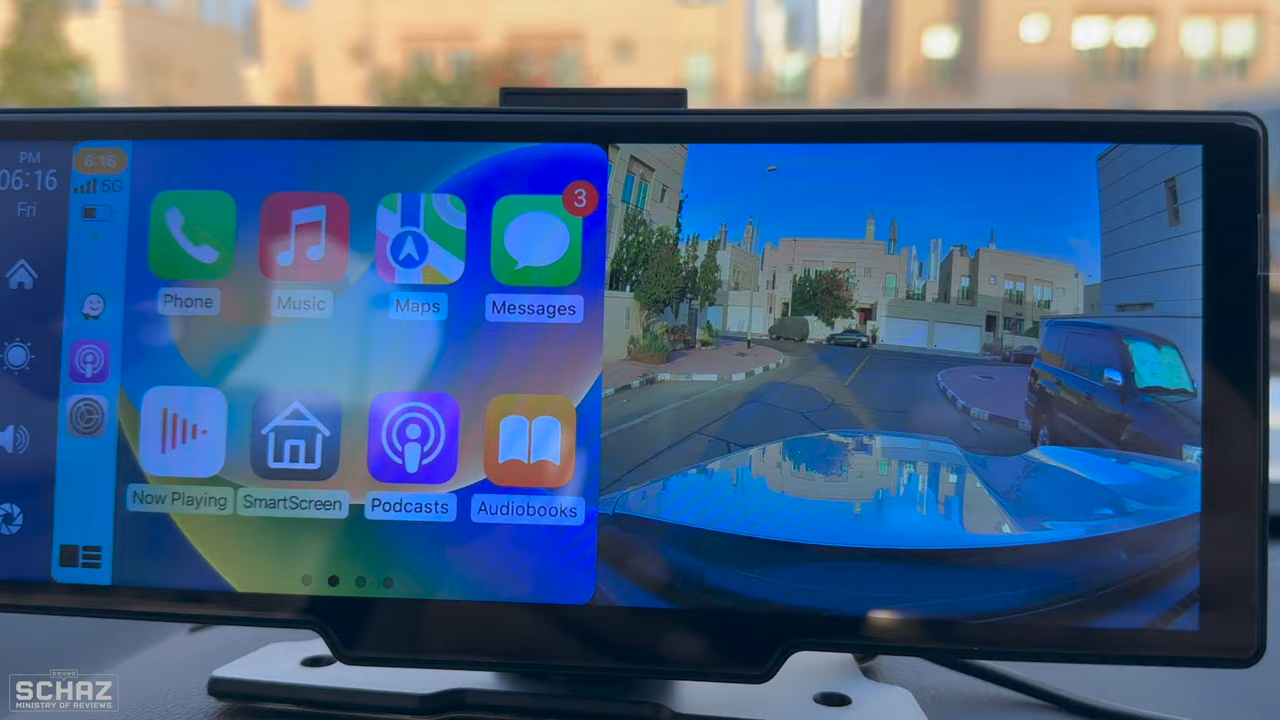 PM
06:16
Fri
6:16
5G
3
Phone
Music
Maps
Messages
Now Playing
SmartScreen
Podcasts
Audiobooks
SCHAZ
MINISTRY OF REVIEWS